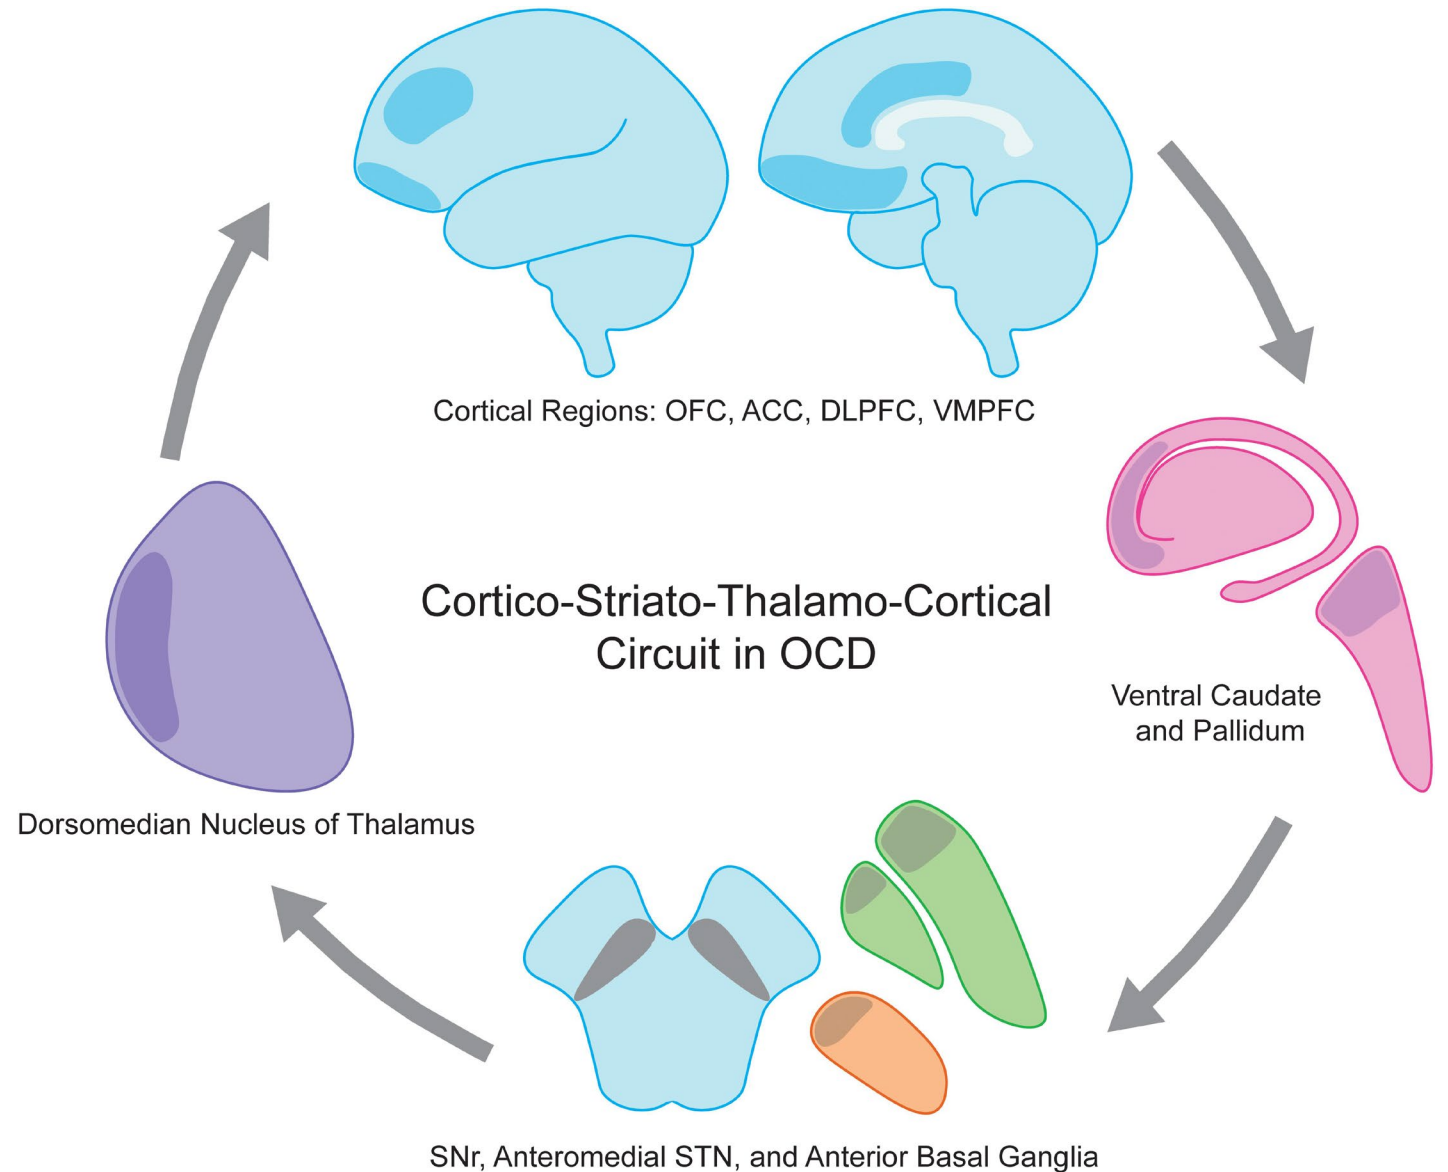 Cortical Regions: OFC, ACC, DLPFC, VMPFC
Cortico-Striato-Thalamo-Cortical
Circuit in OCD
Ventral Caudate
and Pallidum
Dorsomedian Nucleus of Thalamus
SNr, Anteromedial STN, and Anterior Basal Ganglia